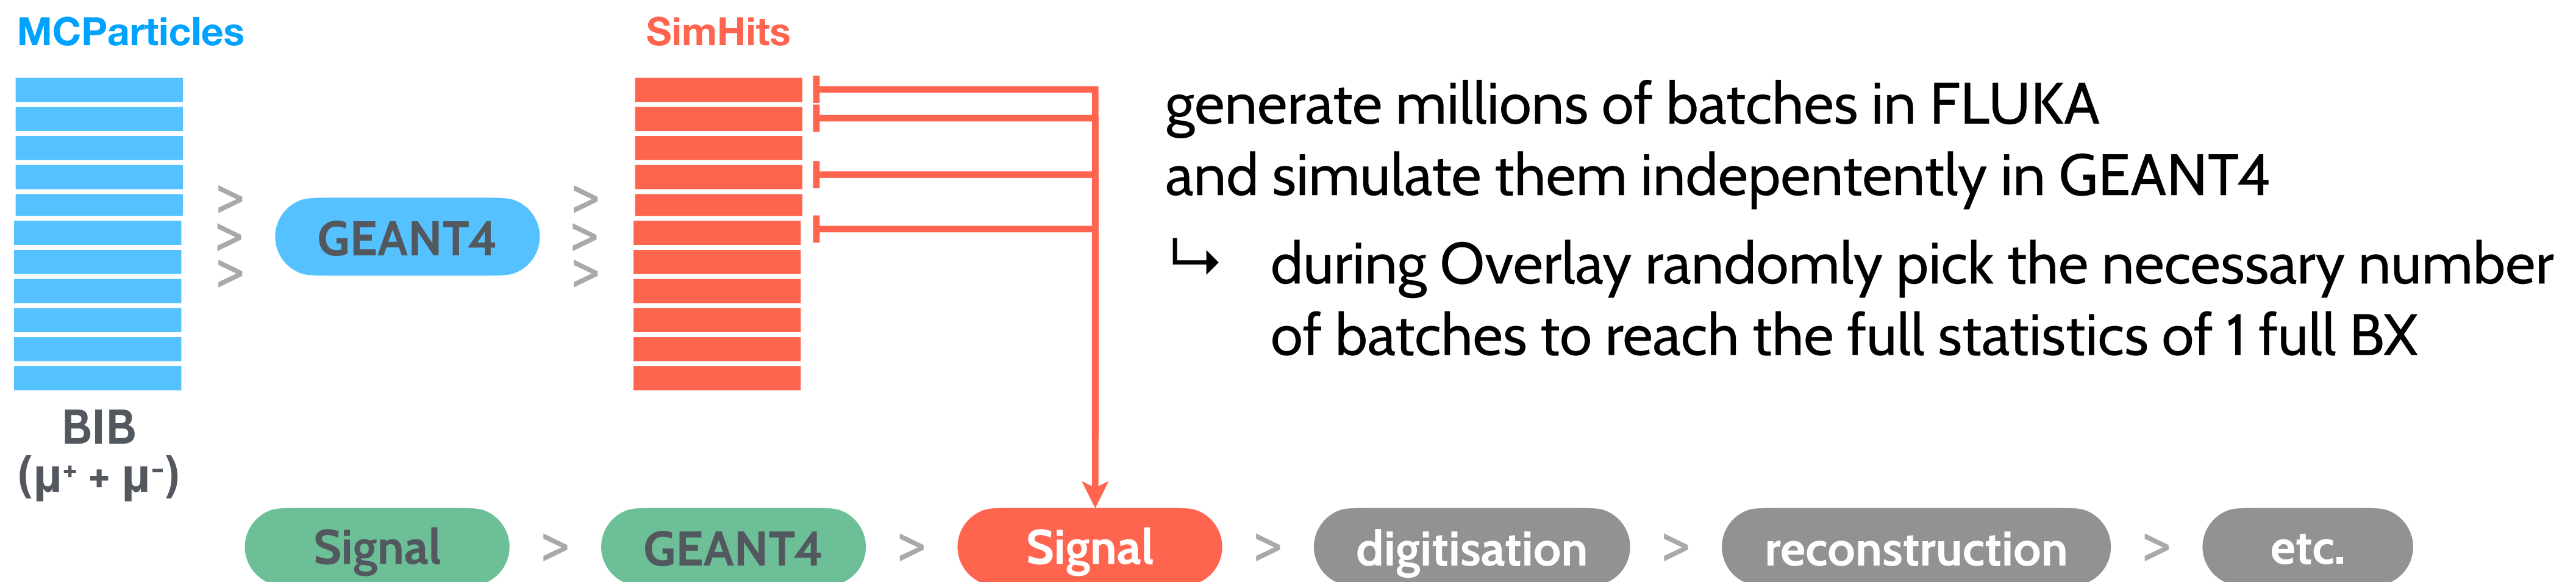 MCParticles
SimHits
generate millions of batches in FLUKA
and simulate them indepentently in GEANT4
↳ during Overlay randomly pick the necessary number
of batches to reach the full statistics of 1 full BX
> > >
GEANT4
> > >
BIB
(μ⁺ + μ⁻)
Signal > GEANT4 > Signal > digitisation > reconstruction > etc.